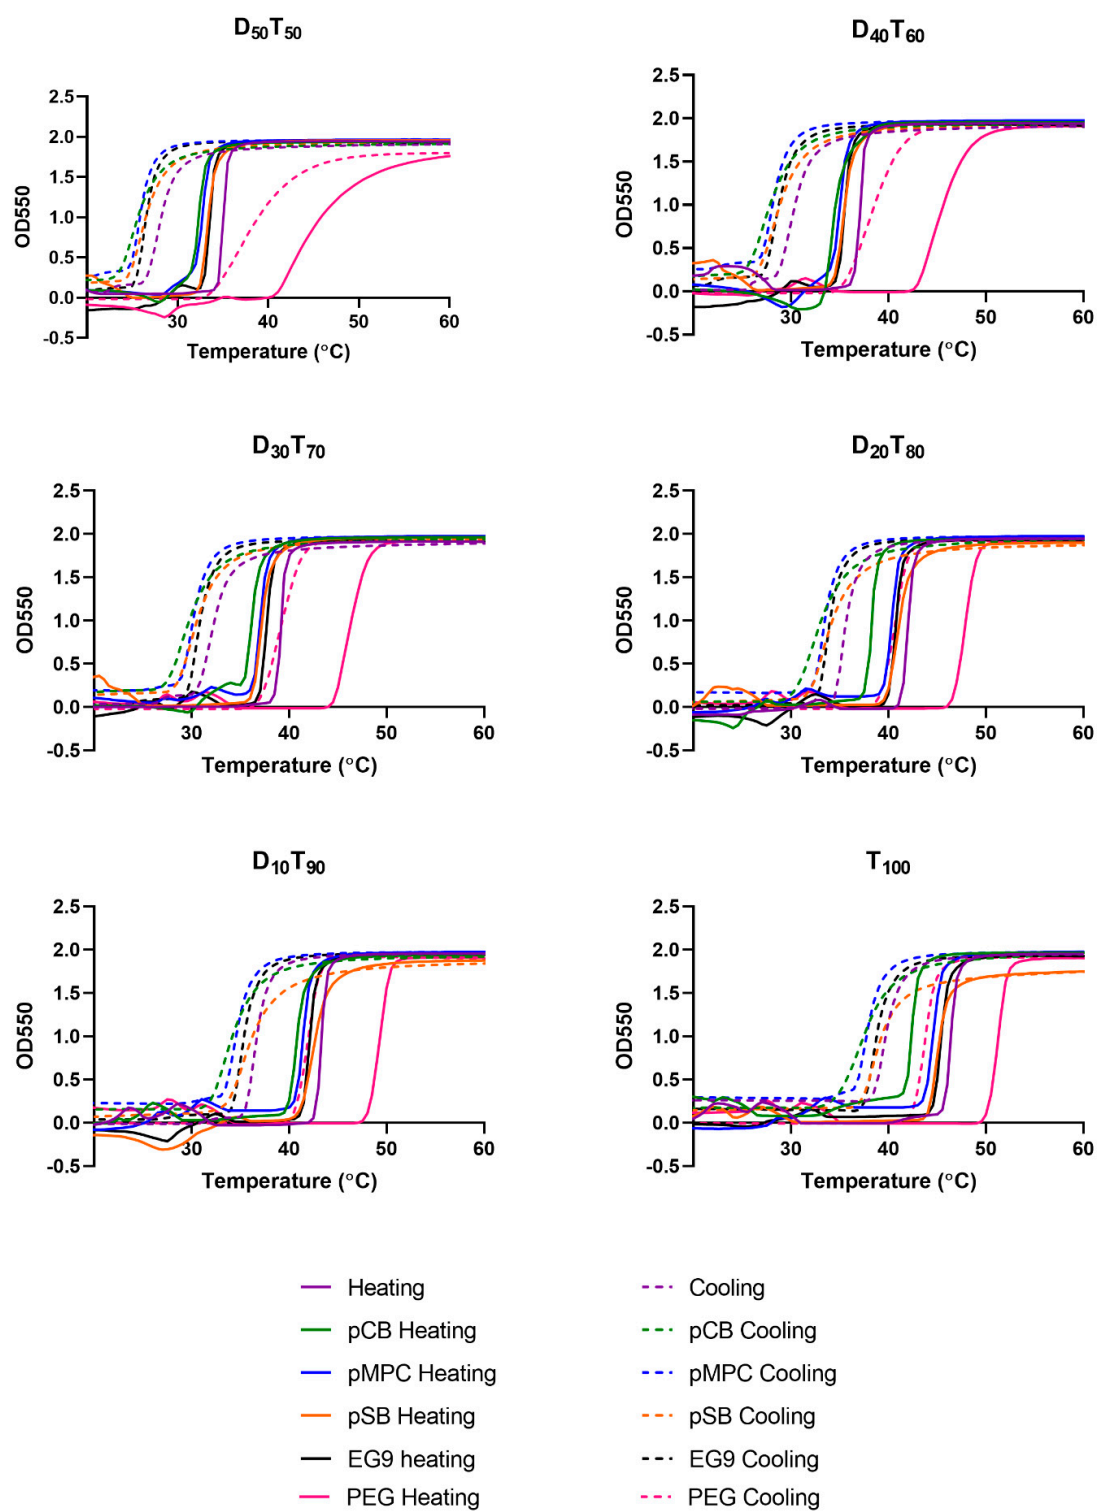 D50T50
D40T60
2.5
2.0
1.5
1.0
0.5
0.0
-0.5
OD550
30 40 50 60
Temperature (°C)
2.5
2.0
1.5
1.0
0.5
0.0
-0.5
OD550
30 40 50 60
Temperature (°C)
D30T70
D20T80
2.5
2.0
1.5
1.0
0.5
0.0
-0.5
OD550
30 40 50 60
Temperature (°C)
2.5
2.0
1.5
1.0
0.5
0.0
-0.5
OD550
30 40 50 60
Temperature (°C)
D10T90
T100
2.5
2.0
1.5
1.0
0.5
0.0
-0.5
OD550
30 40 50 60
Temperature (°C)
2.5
2.0
1.5
1.0
0.5
0.0
-0.5
OD550
30 40 50 60
Temperature (°C)
Heating
Cooling
pCB Heating
pCB Cooling
pMPC Heating
pMPC Cooling
pSB Heating
pSB Cooling
EG9 heating
EG9 Cooling
PEG Heating
PEG Cooling